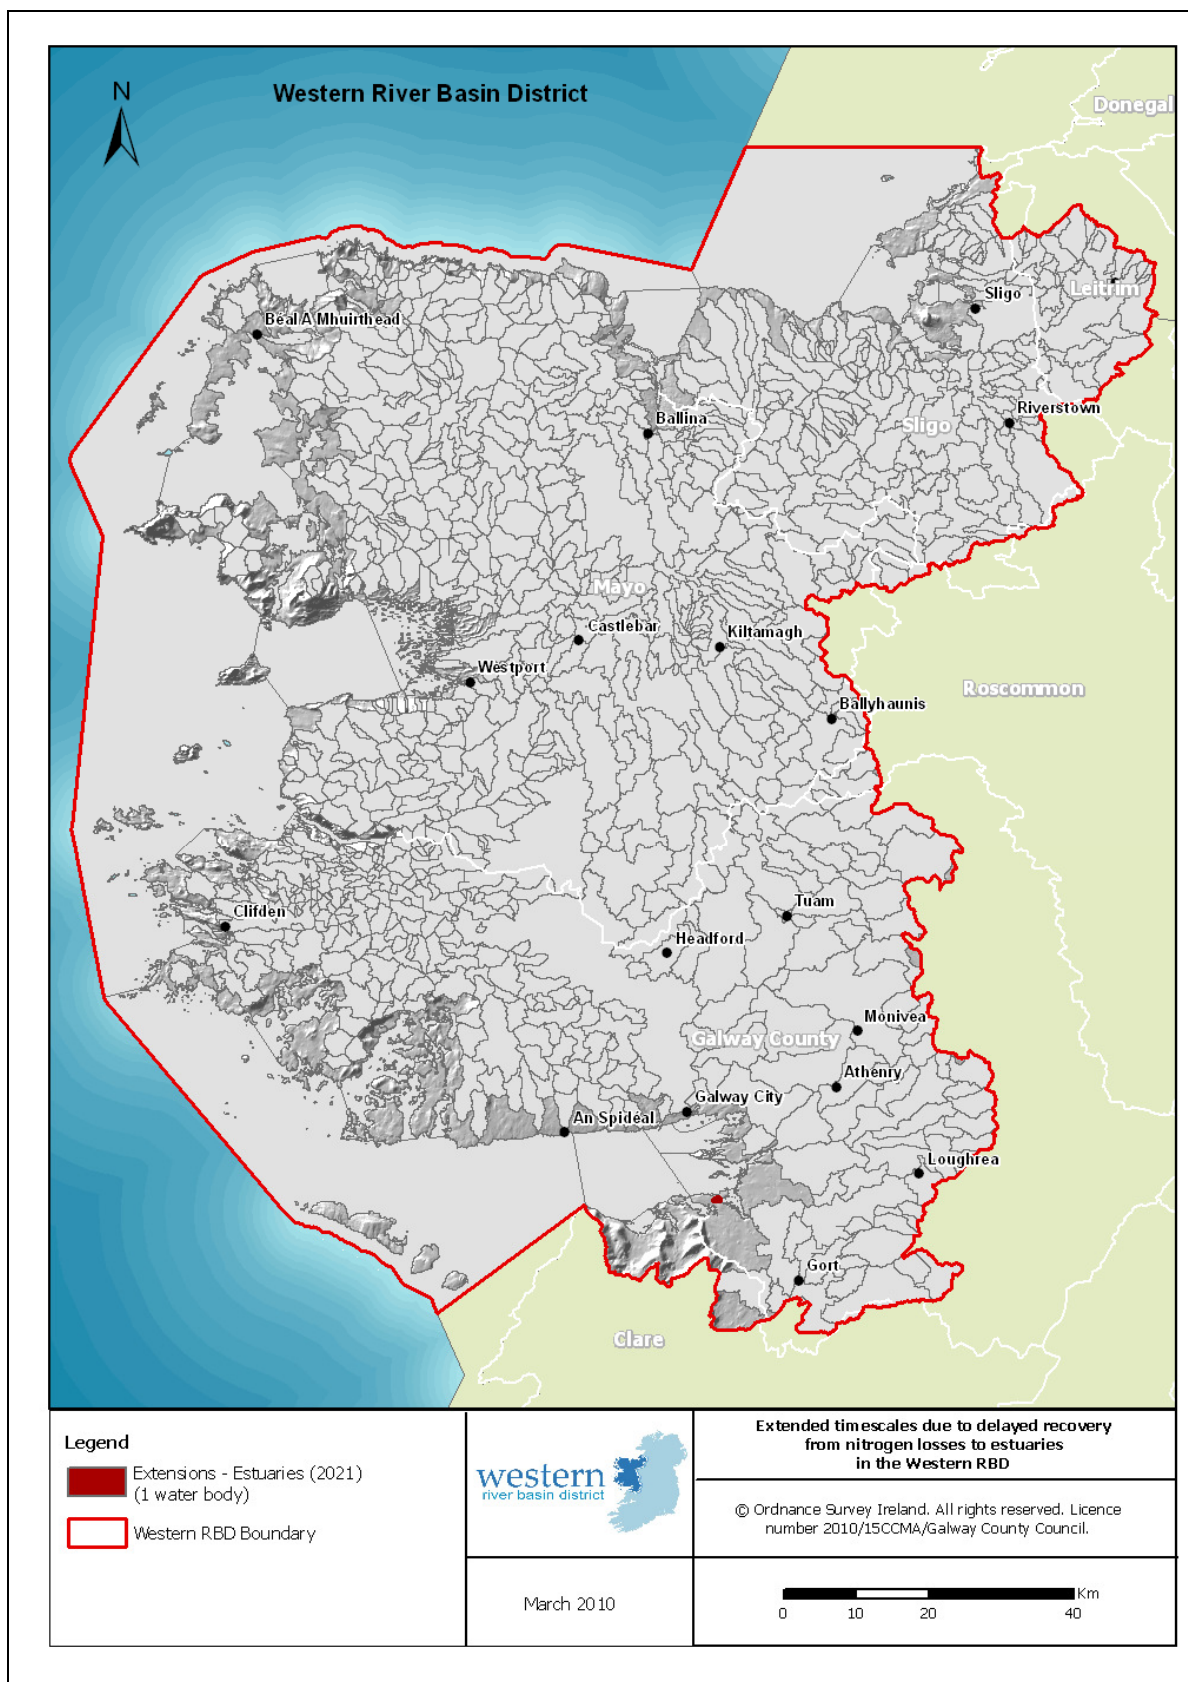 Western River Basin District
N
Donegal
Leitrim
Sligo
Béal A Mhuirthead
Riverstown
Ballina
Sligo
Mayo
Castlebar
Kiltamagh
Westport
Roscommon
Ballyhaunis
Tuam
Clifden
Headford
Monivea
Galway County
Athenry
Galway City
An Spidéal
Loughrea
Gort
Clare
Legend
Extensions - Estuaries (2021)
(1 water body)
Western RBD Boundary
western
river basin district
March 2010
Extended timescales due to delayed recovery
from nitrogen losses to estuaries
in the Western RBD
© Ordnance Survey Ireland. All rights reserved. Licence
number 2010/15CCMA/Galway County Council.
Km
0 10 20 40